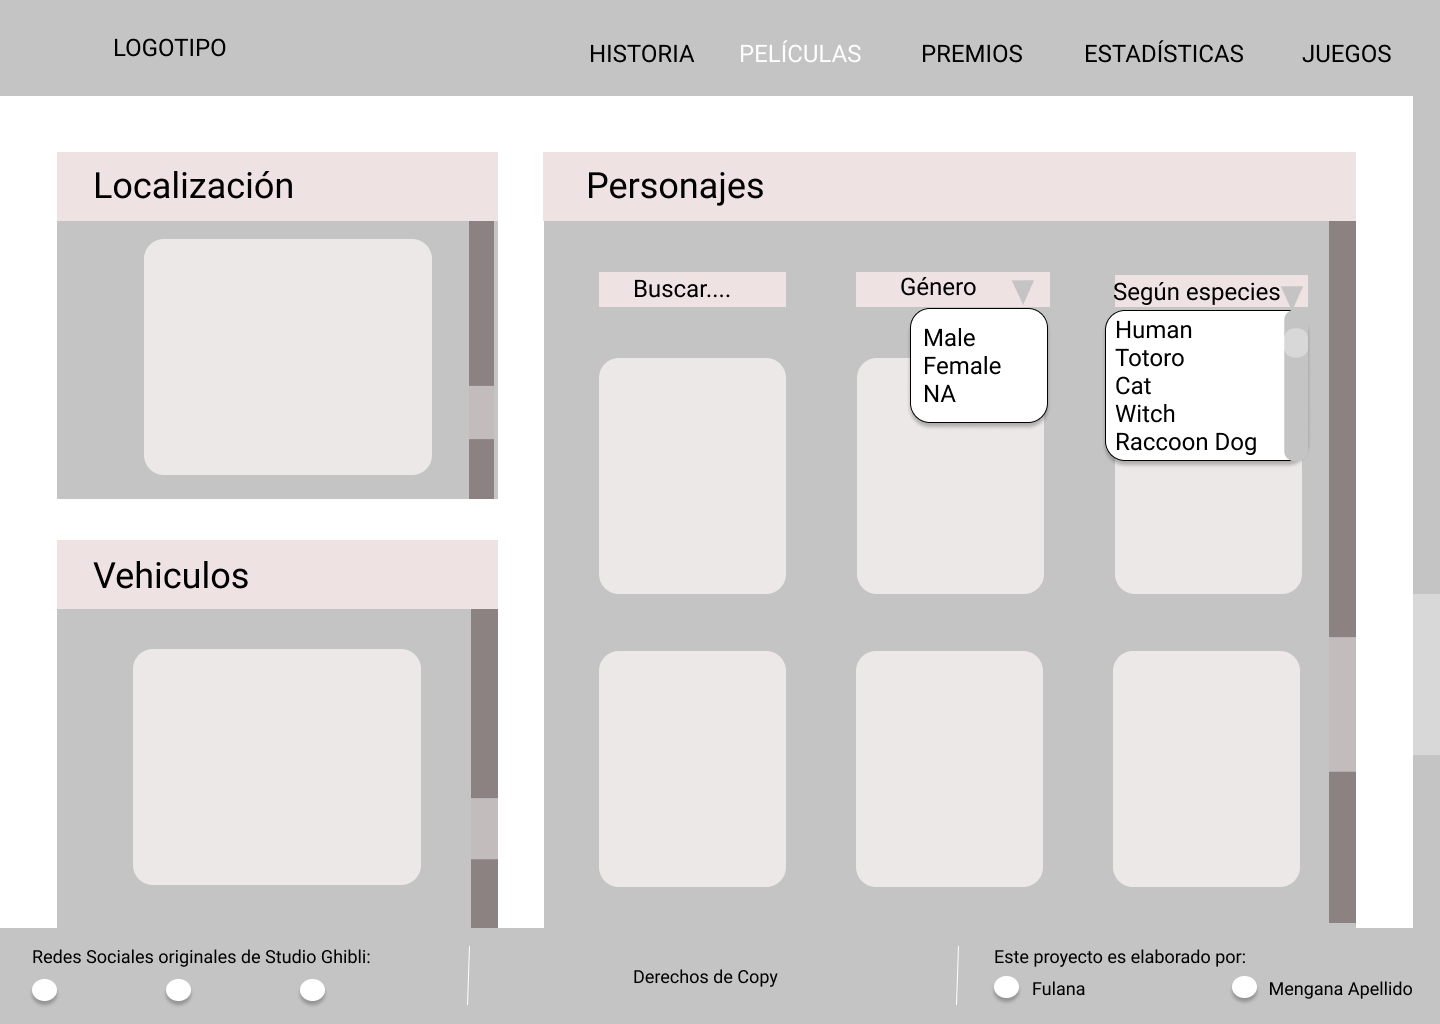 LOGOTIPO
HISTORIA
PELÍCULAS
PREMIOS
ESTADÍSTICAS
JUEGOS
Localización
Personajes
Buscar....
Género
Según especies
Male
Female
NA
Human
Totoro
Cat
Witch
Raccoon Dog
Vehiculos
Redes Sociales originales de Studio Ghibli:
Derechos de Copy
Este proyecto es elaborado por:
Fulana
Mengana Apellido